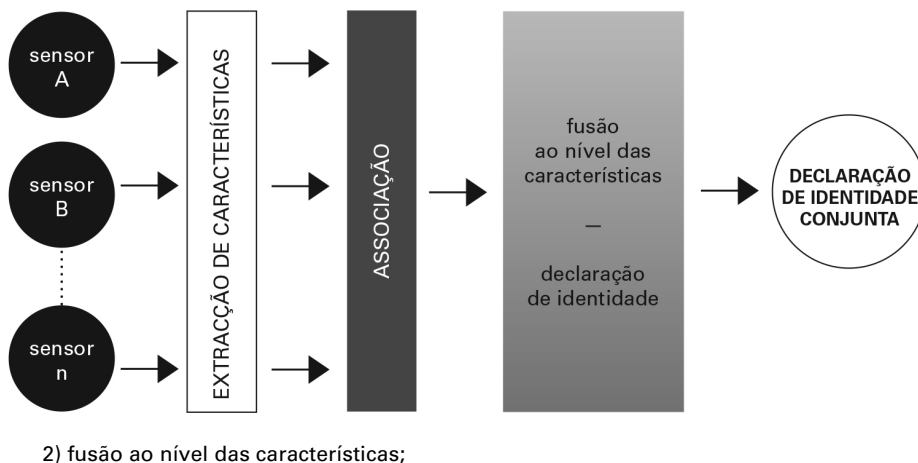 sensor
A
sensor
B
sensor
n
EXTRACÇÃO DE CARACTERÍSTICAS
ASSOCIAÇÃO
fusão
ao nível das
características
—
declaração
de identidade
DECLARAÇÃO
DE IDENTIDADE
CONJUNTA
2) fusão ao nível das características;